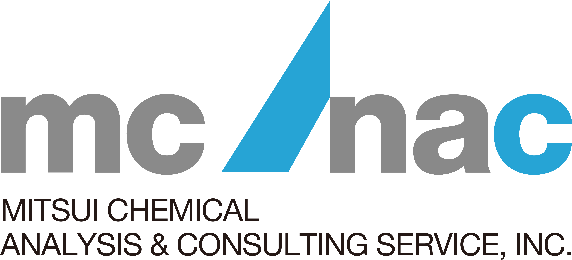 mc nac
MITSUI CHEMICAL
ANALYSIS & CONSULTING SERVICE, INC.